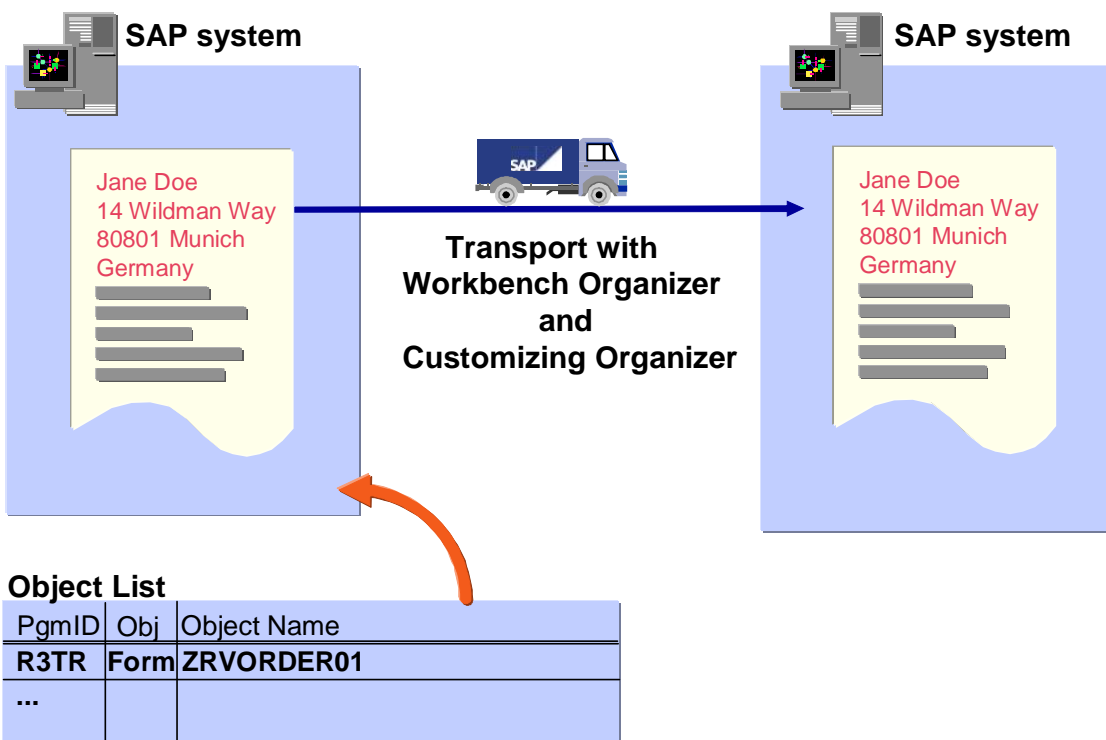 SAP system
SAP system
Jane Doe
14 Wildman Way
80801 Munich
Germany
SAP
Jane Doe
14 Wildman Way
80801 Munich
Germany
Transport with
Workbench Organizer
and
Customizing Organizer
Object List
PgmID Obj Object Name
R3TR Form ZRVORDER01
...